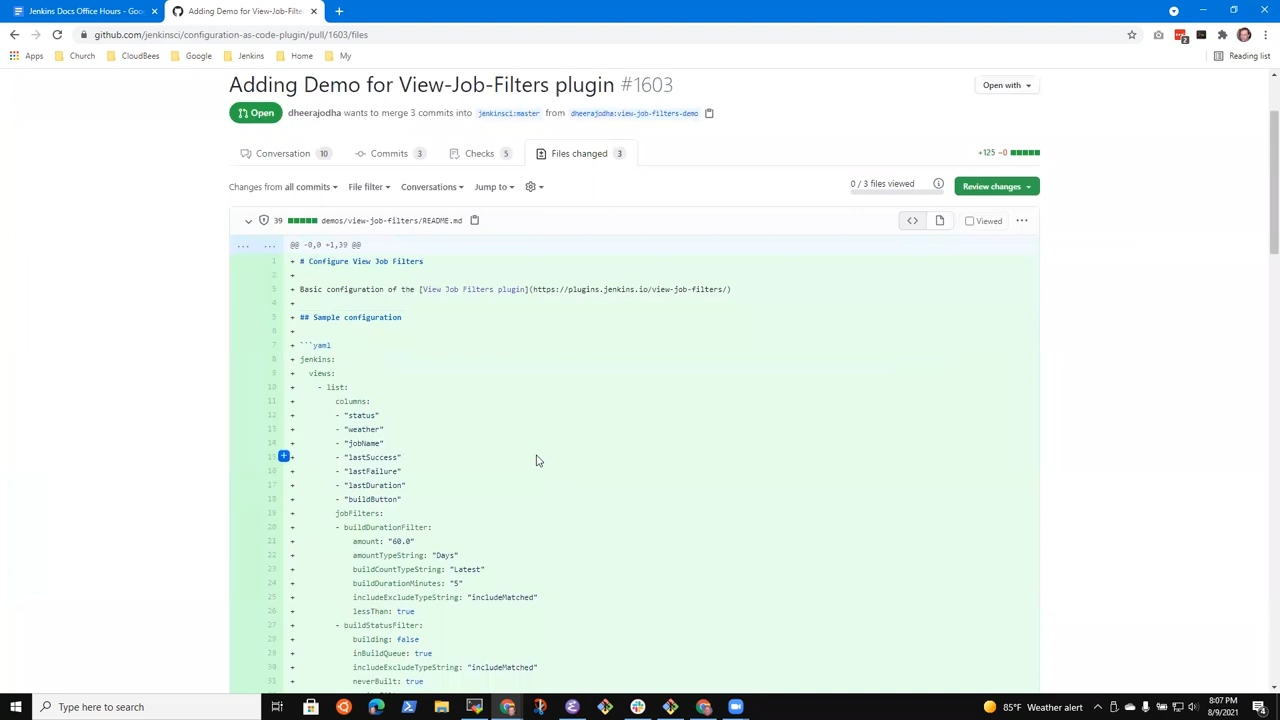 Jenkins Docs Office Hours - Goo
Adding Demo for View-Job-Filters
github.com/jenkinsci/configuration-as-code-plugin/pull/1603/files
2
Apps
Church
CloudBees
Google
Jenkins
Home
My
Reading list
Adding Demo for View-Job-Filters plugin #1603
Open with
Open
dheerajodha wants to merge 3 commits into jenkinsci:master from dheerajodha:view-job-filters-demo
Conversation 10
Commits 3
Checks 5
Files changed 3
+125 −0
Changes from all commits
File filter
Conversations
Jump to
0 / 3 files viewed
Review changes
39 demos/view-job-filters/README.md
Viewed
... ... @@ -0,0 +1,39 @@
1 + # Configure View Job Filters
2 +
3 + Basic configuration of the [View Job Filters plugin](https://plugins.jenkins.io/view-job-filters/)
4 +
5 + ## Sample configuration
6 +
7 + ```yaml
8 + jenkins:
9 + views:
10 + - list:
11 + columns:
12 + - "status"
13 + - "weather"
14 + - "jobName"
15 + - "lastSuccess"
16 + - "lastFailure"
17 + - "lastDuration"
18 + - "buildButton"
19 + jobFilters:
20 + - buildDurationFilter:
21 + amount: "60.0"
22 + amountTypeString: "Days"
23 + buildCountTypeString: "Latest"
24 + buildDurationMinutes: "5"
25 + includeExcludeTypeString: "includeMatched"
26 + lessThan: true
27 + - buildStatusFilter:
28 + building: false
29 + inBuildQueue: true
30 + includeExcludeTypeString: "includeMatched"
31 + neverBuilt: true
Type here to search
85°F Weather alert
8:07 PM
8/9/2021
4